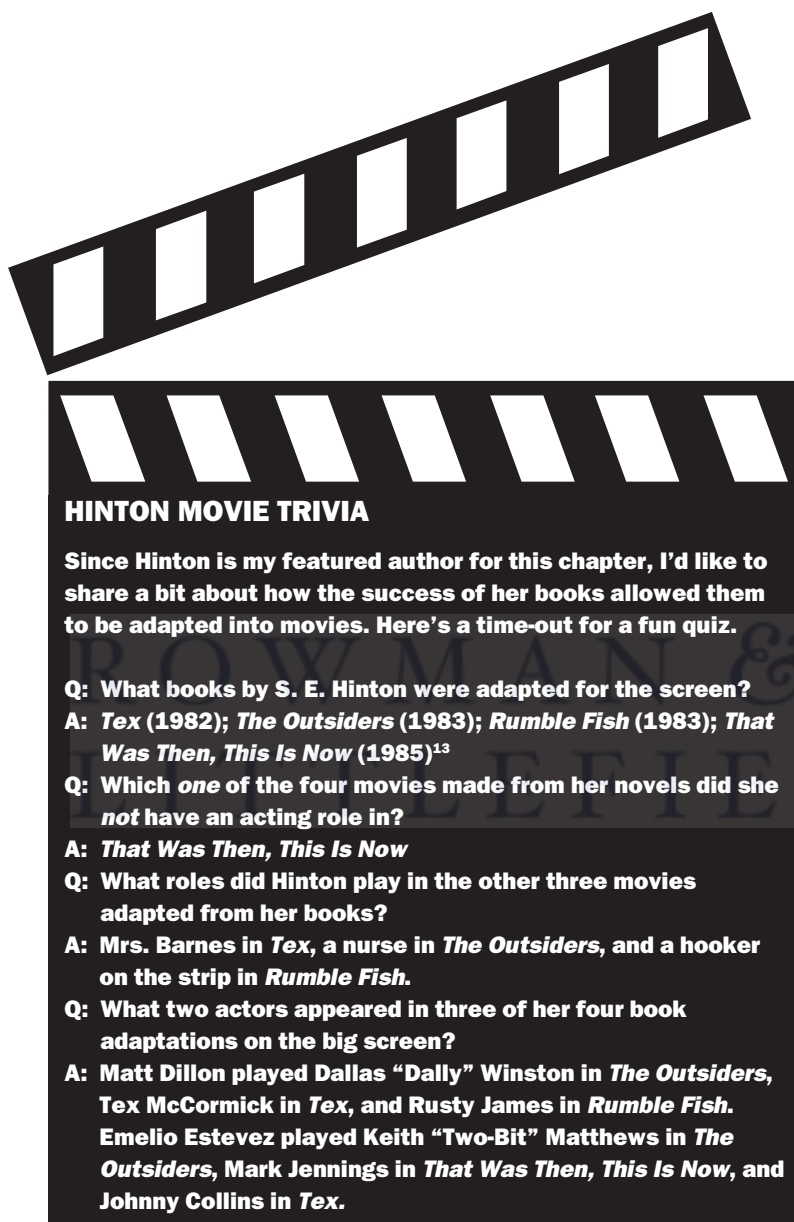 HINTON MOVIE TRIVIA
Since Hinton is my featured author for this chapter, I’d like to
share a bit about how the success of her books allowed them
to be adapted into movies. Here’s a time-out for a fun quiz.
ROWMAN &
Q: What books by S. E. Hinton were adapted for the screen?
A: Tex (1982); The Outsiders (1983); Rumble Fish (1983); That
Was Then, This Is Now (1985)13
LITTLEFIE
Q: Which one of the four movies made from her novels did she
not have an acting role in?
A: That Was Then, This Is Now
Q: What roles did Hinton play in the other three movies
adapted from her books?
A: Mrs. Barnes in Tex, a nurse in The Outsiders, and a hooker
on the strip in Rumble Fish.
Q: What two actors appeared in three of her four book
adaptations on the big screen?
A: Matt Dillon played Dallas “Dally” Winston in The Outsiders,
Tex McCormick in Tex, and Rusty James in Rumble Fish.
Emelio Estevez played Keith “Two-Bit” Matthews in The
Outsiders, Mark Jennings in That Was Then, This Is Now, and
Johnny Collins in Tex.